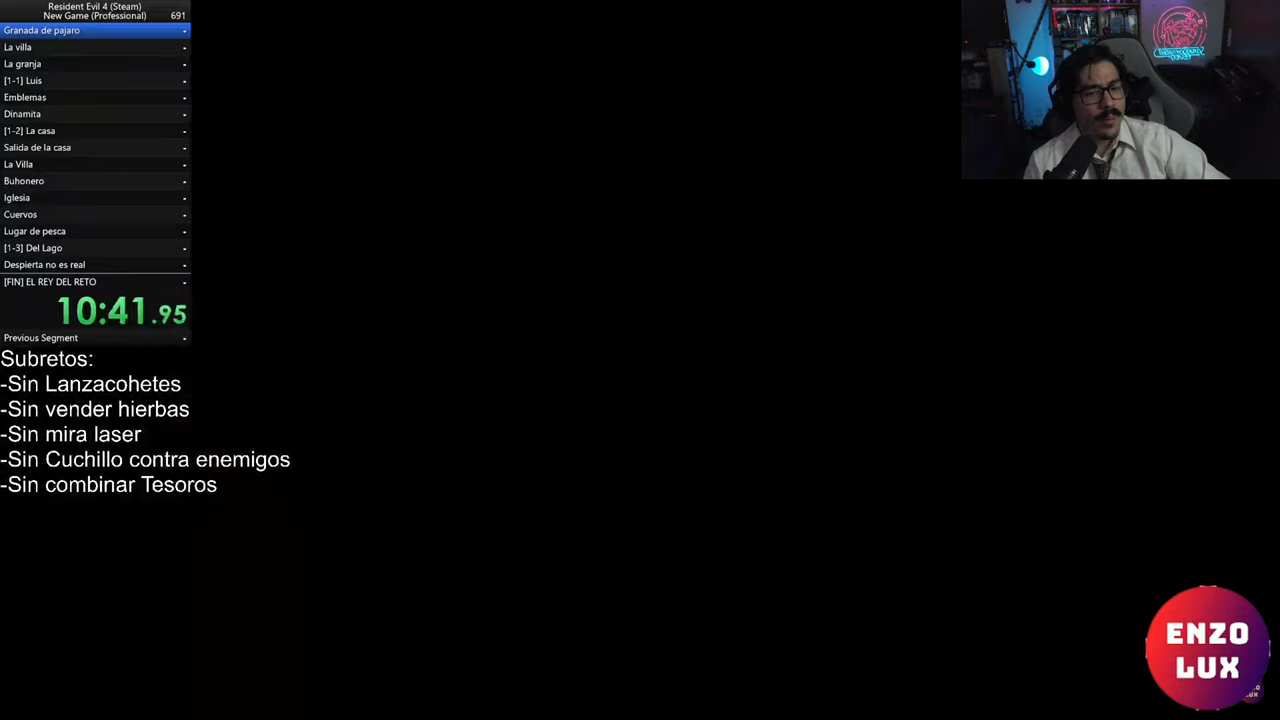 Resident Evil 4 (Steam)
New Game (Professional) 691
Granada de pajaro -
La villa -
La granja -
[1-1] Luis -
Emblemas -
Dinamita -
[1-2] La casa -
Salida de la casa -
La Villa -
Buhonero -
Iglesia -
Cuervos -
Lugar de pesca -
[1-3] Del Lago -
Despierta no es real -
[FIN] EL REY DEL RETO -
10:41.95
Previous Segment -
Subretos:
-Sin Lanzacohetes
-Sin vender hierbas
-Sin mira laser
-Sin Cuchillo contra enemigos
-Sin combinar Tesoros
ENZO
LUX